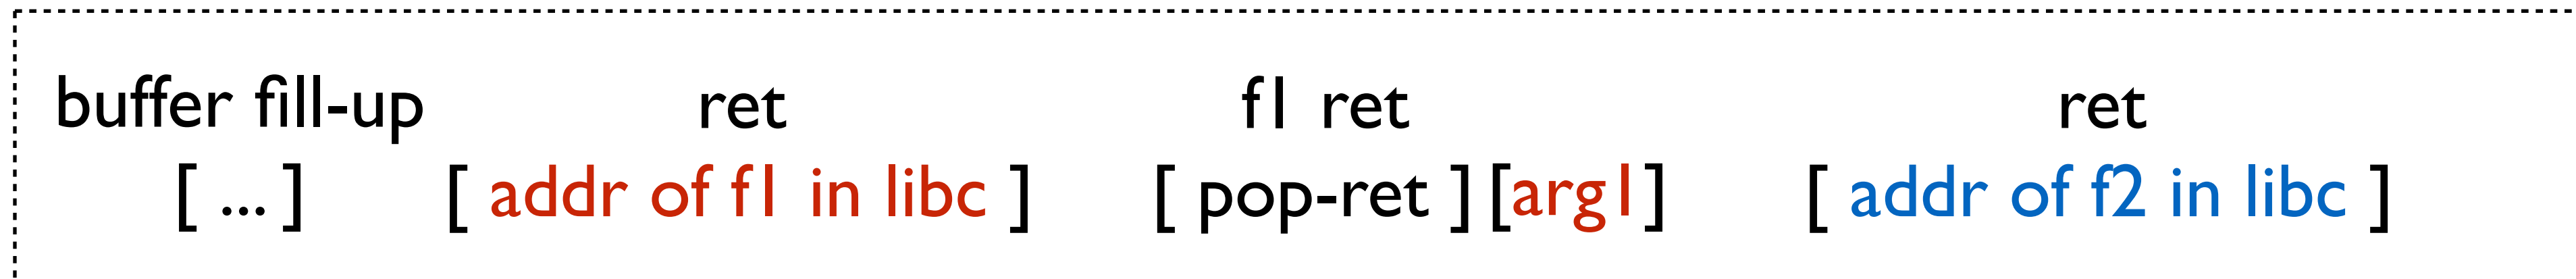 buffer fill-up ret f1 ret ret
[ ... ] [ addr of f1 in libc ] [ pop-ret ] [arg1] [ addr of f2 in libc ]